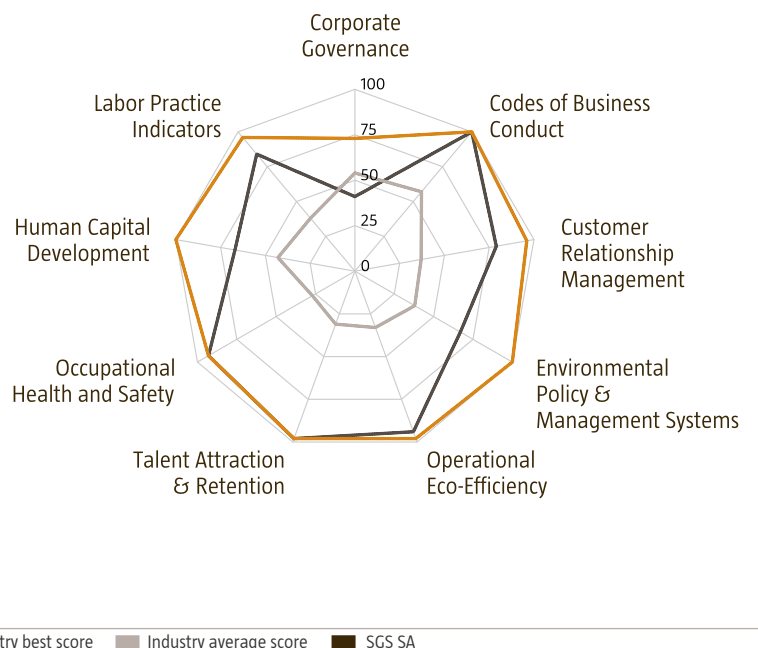 Corporate
Governance
100
Labor Practice
Indicators
Codes of Business
Conduct
75
50
Human Capital
Development
25
Customer
Relationship
Management
0
Occupational
Health and Safety
Environmental
Policy &
Management Systems
Talent Attraction
& Retention
Operational
Eco-Efficiency
best score Industry average score SGS SA